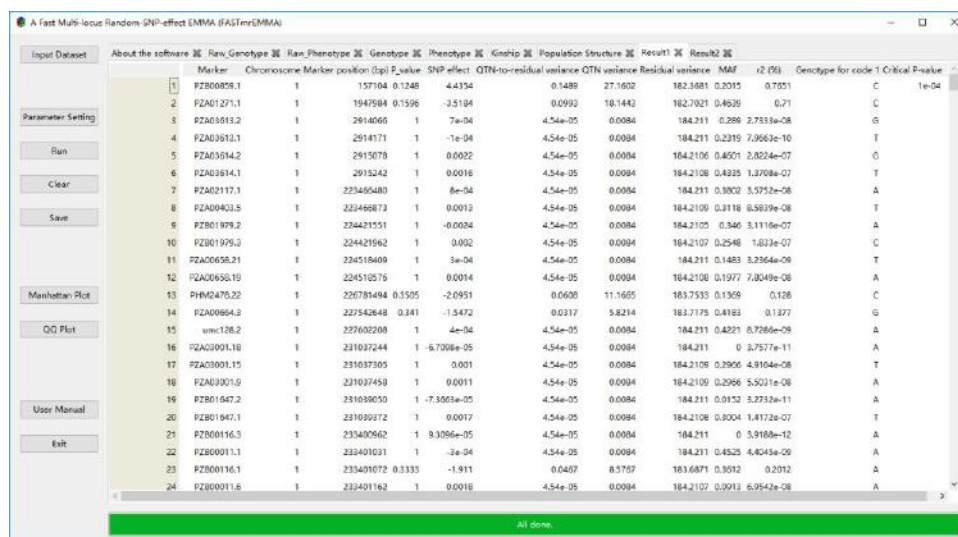 A Fast Multi-locus Random-SNP-effect EMMA (FASTmrEMMA)
Input Dataset
Parameter Setting
Run
Clear
Save
Manhattan Plot
QQ Plot
User Manual
Exit
About the software Raw_Genotype Raw_Phenotype Genotype Phenotype Kinship Population Structure Result1 Result2
Marker Chromosome Marker position (bp) P_value SNP effect QTN-to-residual variance QTN variance Residual variance MAF r2 (%) Genotype for code 1 Critical P-value
1 PZB00859.1 1 157104 0.1248 4.4354 0.1489 27.1602 182.3681 0.2015 0.7651 C 1e-04
2 PZA01271.1 1 1947984 0.1596 -3.5184 0.0993 18.1443 182.7021 0.4639 0.71 C
3 PZA03613.2 1 2914066 1 7e-04 4.54e-05 0.0084 184.211 0.289 2.7333e-08 G
4 PZA03613.1 1 2914171 1 -1e-04 4.54e-05 0.0084 184.211 0.2319 7.9663e-10 T
5 PZA03614.2 1 2915078 1 0.0022 4.54e-05 0.0084 184.2106 0.4601 2.8224e-07 G
6 PZA03614.1 1 2915242 1 0.0016 4.54e-05 0.0084 184.2108 0.4335 1.3708e-07 T
7 PZA02117.1 1 223466480 1 8e-04 4.54e-05 0.0084 184.211 0.3802 3.5752e-08 A
8 PZA00403.5 1 223466873 1 0.0013 4.54e-05 0.0084 184.2109 0.3118 8.5839e-08 T
9 PZB01979.2 1 224421551 1 -0.0024 4.54e-05 0.0084 184.2105 0.346 3.1116e-07 A
10 PZB01979.3 1 224421962 1 0.002 4.54e-05 0.0084 184.2107 0.2548 1.833e-07 C
11 PZA00658.21 1 224518409 1 3e-04 4.54e-05 0.0084 184.211 0.1483 3.2364e-09 T
12 PZA00658.19 1 224518576 1 0.0014 4.54e-05 0.0084 184.2108 0.1977 7.8049e-08 A
13 PHM2478.22 1 226781494 0.3505 -2.0951 0.0608 11.1665 183.7533 0.1369 0.128 C
14 PZA00664.3 1 227542648 0.341 -1.5472 0.0317 5.8214 183.7175 0.4183 0.1377 G
15 umc128.2 1 227602208 1 4e-04 4.54e-05 0.0084 184.211 0.4221 8.7286e-09 A
16 PZA03001.18 1 231037244 1 -6.7098e-05 4.54e-05 0.0084 184.211 0 3.7577e-11 A
17 PZA03001.15 1 231037305 1 0.001 4.54e-05 0.0084 184.2109 0.2966 4.9104e-08 T
18 PZA03001.9 1 231037458 1 0.0011 4.54e-05 0.0084 184.2109 0.2966 5.5031e-08 A
19 PZB01647.2 1 231039050 1 -7.3663e-05 4.54e-05 0.0084 184.211 0.0152 3.2732e-11 A
20 PZB01647.1 1 231039372 1 0.0017 4.54e-05 0.0084 184.2108 0.3004 1.4172e-07 T
21 PZB00116.3 1 233400962 1 9.3096e-05 4.54e-05 0.0084 184.211 0 3.9188e-12 A
22 PZB00011.1 1 233401031 1 -3e-04 4.54e-05 0.0084 184.211 0.4525 4.4045e-09 A
23 PZB00116.1 1 233401072 0.3333 -1.911 0.0467 8.5767 183.6871 0.3612 0.2012 A
24 PZB00011.6 1 233401162 1 0.0018 4.54e-05 0.0084 184.2107 0.0913 6.9542e-08 A
All done.